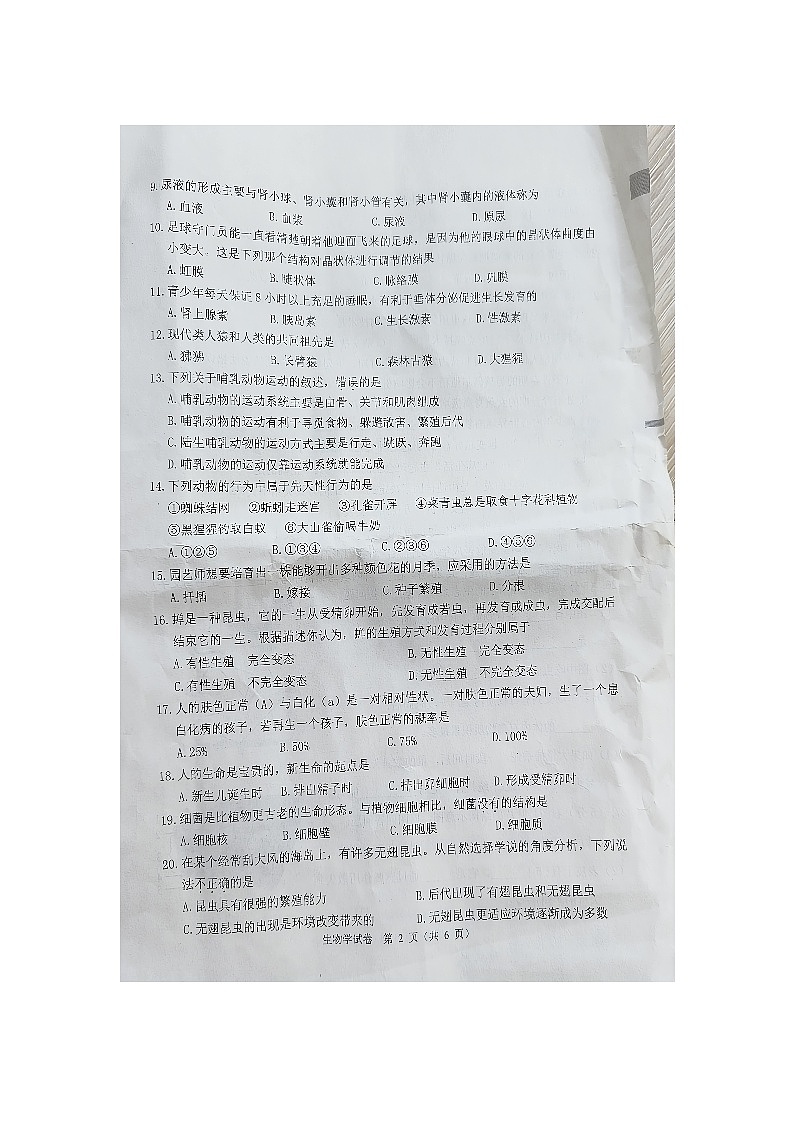 9.尿液的形成主要与肾小球、肾小囊和肾小管有关，其中肾小囊内的液体称为
A.血液 B.血浆 C.尿液 D.原尿
10.足球守门员能一直看清楚朝着他迎面飞来的足球，是因为他的眼球中的晶状体曲度由
小变大。这是下列哪个结构对晶状体进行调节的结果
A.虹膜 B.睫状体 C.脉络膜 D.巩膜
11.青少年每天保证8小时以上充足的睡眠，有利于垂体分泌促进生长发育的
A.肾上腺素 B.胰岛素 C.生长激素 D.性激素
12.现代类人猿和人类的共同祖先是
A.狒狒 B.长臂猿 C.森林古猿 D.大猩猩
13.下列关于哺乳动物运动的叙述，错误的是
A.哺乳动物的运动系统主要是由骨、关节和肌肉组成
B.哺乳动物的运动有利于寻觅食物、躲避敌害、繁殖后代
C.陆生哺乳动物的运动方式主要是行走、跳跃、奔跑
D.哺乳动物的运动仅靠运动系统就能完成
14.下列动物的行为中属于先天性行为的是
①蜘蛛结网 ②蚯蚓走迷宫 ③孔雀开屏 ④菜青虫总是取食十字花科植物
⑤黑猩猩钓取白蚁 ⑥大山雀偷喝牛奶
A.①②⑤ B.①③④ C.②③⑥ D.④⑤⑥
15.园艺师想要培育出一株能够开出多种颜色花的月季，应采用的方法是
A.扦插 B.嫁接 C.种子繁殖 D.分根
16.蝉是一种昆虫，它的一生从受精卵开始，先发育成若虫，再发育成成虫，完成交配后
结束它的一生。根据描述你认为，蝉的生殖方式和发育过程分别属于
A.有性生殖 完全变态 B.无性生殖 完全变态
C.有性生殖 不完全变态 D.无性生殖 不完全变态
17.人的肤色正常（A）与白化（a）是一对相对性状。一对肤色正常的夫妇，生了一个患
白化病的孩子，若再生一个孩子，肤色正常的概率是
A.25% B.50% C.75% D.100%
18.人的生命是宝贵的，新生命的起点是
A.新生儿诞生时 B.排出精子时 C.排出卵细胞时 D.形成受精卵时
19.细菌是比植物更古老的生命形态。与植物细胞相比，细菌没有的结构是
A.细胞核 B.细胞壁 C.细胞膜 D.细胞质
20.在某个经常刮大风的海岛上，有许多无翅昆虫。从自然选择学说的角度分析，下列说
法不正确的是
A.昆虫具有很强的繁殖能力 B.后代出现了有翅昆虫和无翅昆虫
C.无翅昆虫的出现是环境改变带来的 D.无翅昆虫更适应环境逐渐成为多数
生物学试卷 第 2 页（共 6 页）